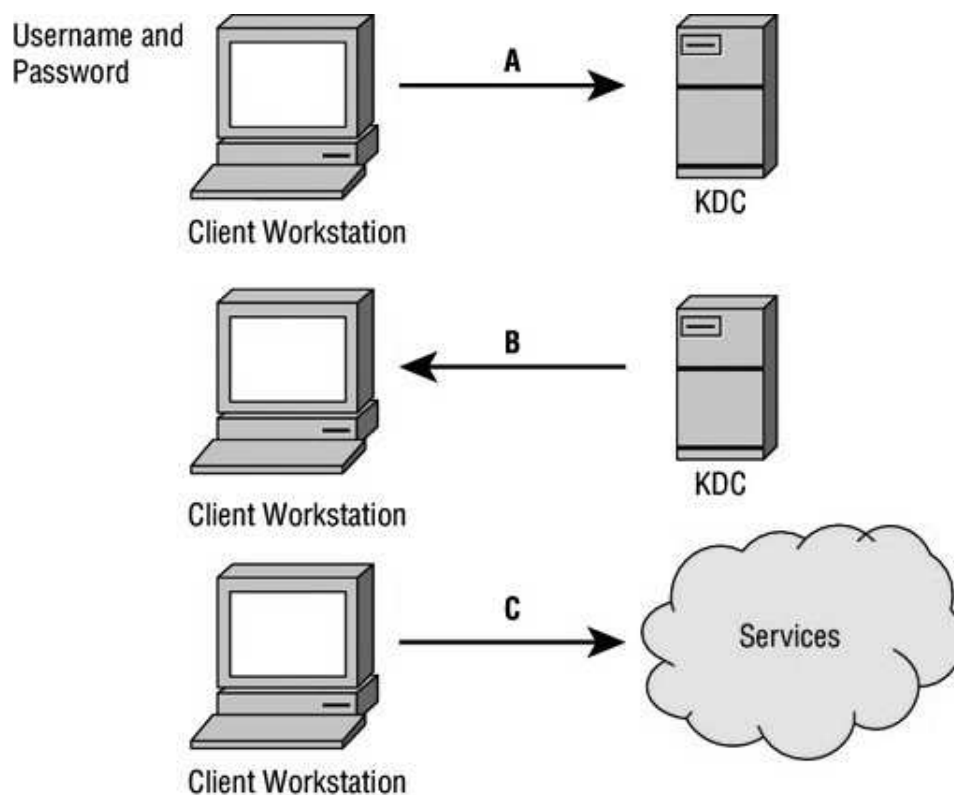 Username and
Password
A
KDC
Client Workstation
B
KDC
Client Workstation
C
Services
Client Workstation